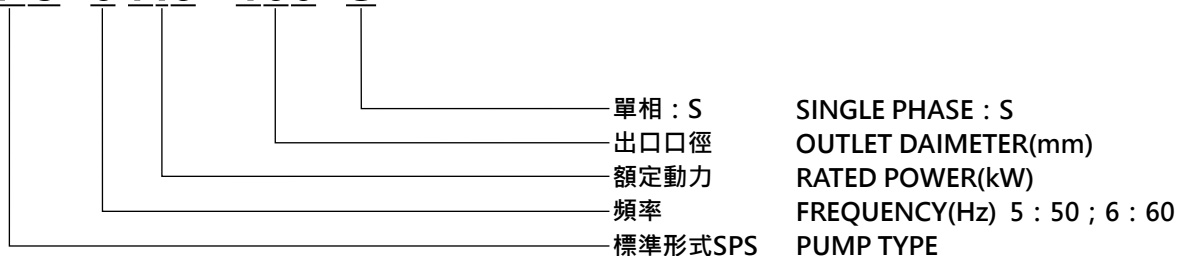 單相：S SINGLE PHASE：S
出口口徑 OUTLET DAIMETER(mm)
額定動力 RATED POWER(kW)
頻率 FREQUENCY(Hz) 5：50；6：60
標準形式SPS PUMP TYPE